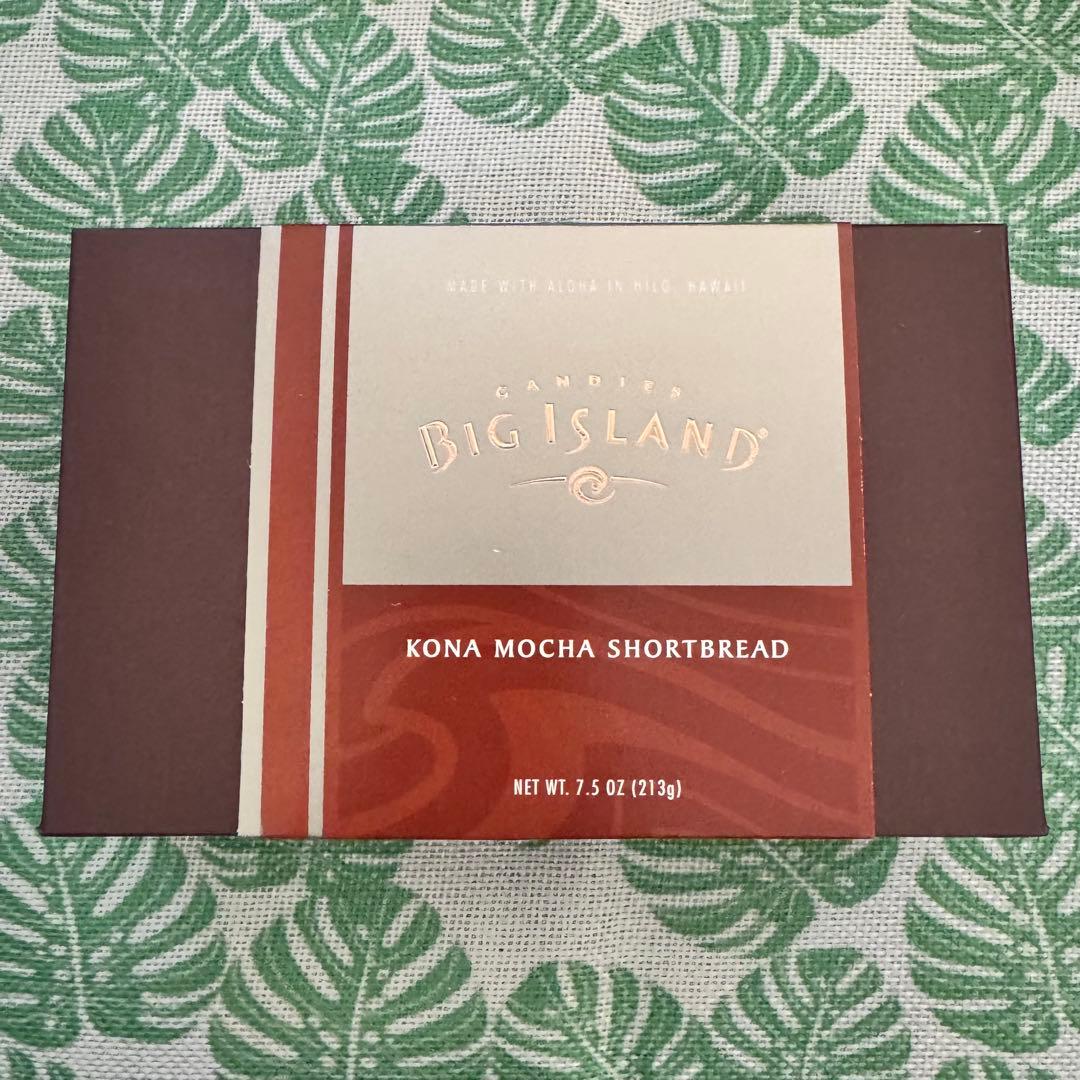 MADE WITH ALOHA IN HILO, HAWAII
CANDIES
BIG ISLAND®
KONA MOCHA SHORTBREAD
NET WT. 7.5 OZ (213g)